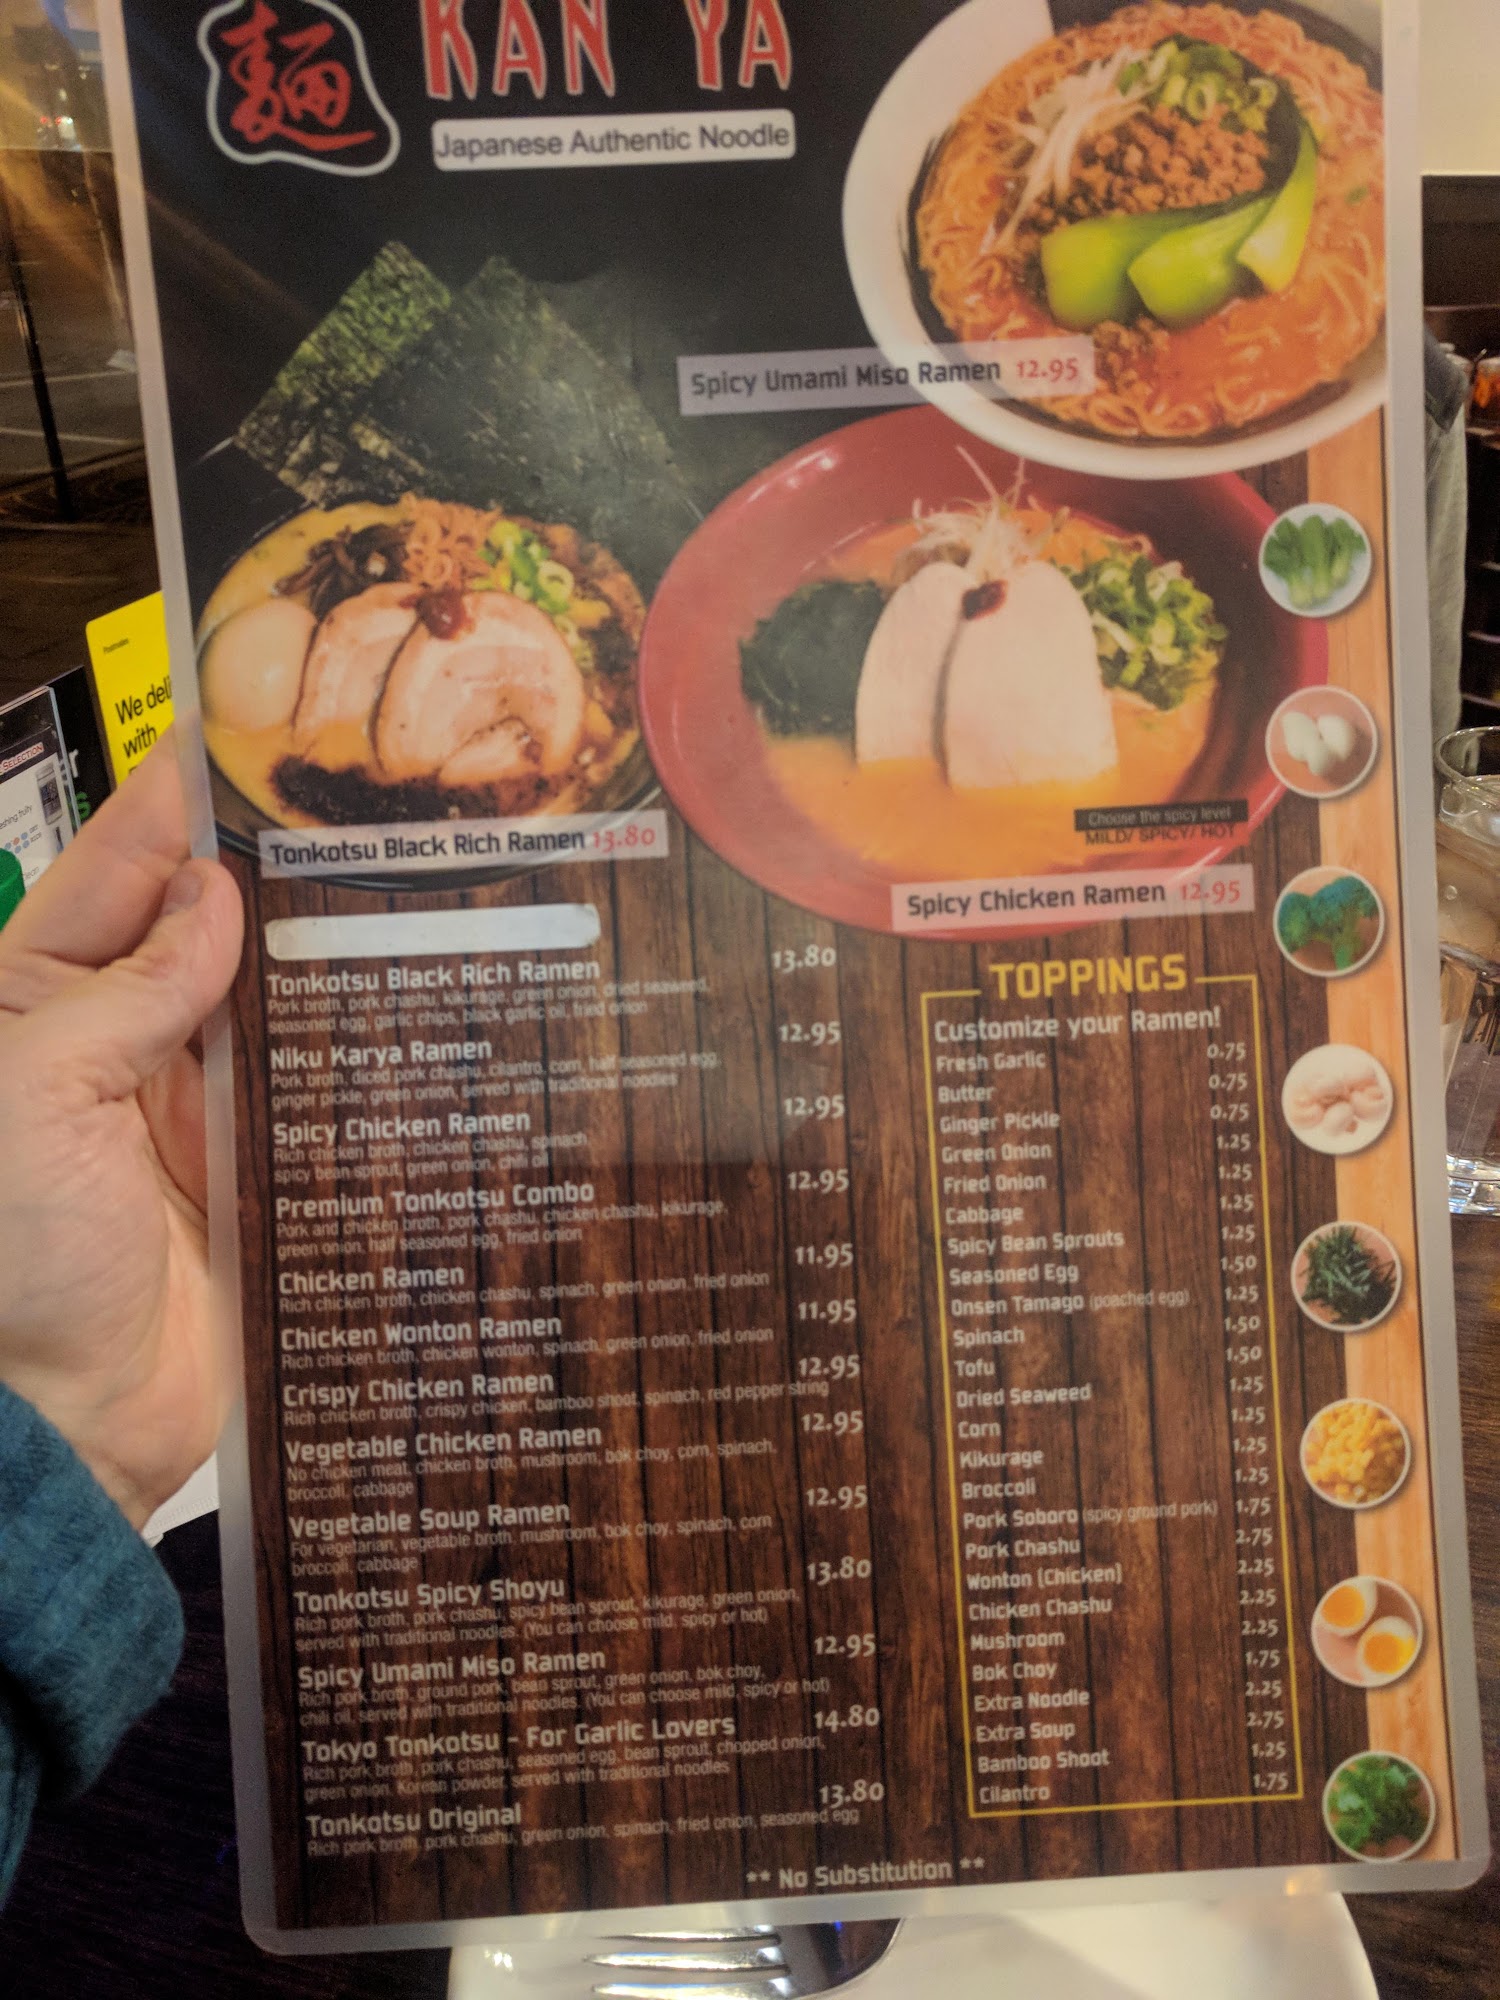 麺
KAN YA
Japanese Authentic Noodle
Spicy Umami Miso Ramen 12.95
We deli
with
SELECTION
Choose the spicy level
MILD/ SPICY/ HOT
Tonkotsu Black Rich Ramen 13.80
Spicy Chicken Ramen 12.95
Tonkotsu Black Rich Ramen 13.80
Pork broth, pork chashu, kikurage, green onion, dried seaweed,
seasoned egg, garlic chips, black garlic oil, fried onion
Niku Karya Ramen 12.95
Pork broth, diced pork chashu, cilantro, corn, half seasoned egg,
ginger pickle, green onion, served with traditional noodles
Spicy Chicken Ramen 12.95
Rich chicken broth, chicken chashu, spinach,
spicy bean sprout, green onion, chili oil
Premium Tonkotsu Combo 12.95
Pork and chicken broth, pork chashu, chicken chashu, kikurage,
green onion, half seasoned egg, fried onion
Chicken Ramen 11.95
Rich chicken broth, chicken chashu, spinach, green onion, fried onion
Chicken Wonton Ramen 11.95
Rich chicken broth, chicken wonton, spinach, green onion, fried onion
Crispy Chicken Ramen 12.95
Rich chicken broth, crispy chicken, bamboo shoot, spinach, red pepper string
Vegetable Chicken Ramen 12.95
No chicken meat, chicken broth, mushroom, bok choy, corn, spinach,
broccoli, cabbage
Vegetable Soup Ramen 12.95
For vegetarian, vegetable broth, mushroom, bok choy, spinach, corn
broccoli, cabbage
Tonkotsu Spicy Shoyu 13.80
Rich pork broth, pork chashu, spicy bean sprout, kikurage, green onion,
served with traditional noodles. (You can choose mild, spicy or hot)
Spicy Umami Miso Ramen 12.95
Rich pork broth, ground pork, bean sprout, green onion, bok choy,
chili oil, served with traditional noodles. (You can choose mild, spicy or hot)
Tokyo Tonkotsu - For Garlic Lovers 14.80
Rich pork broth, pork chashu, seasoned egg, bean sprout, chopped onion,
green onion, Korean powder, served with traditional noodles
Tonkotsu Original 13.80
Rich pork broth, pork chashu, green onion, spinach, fried onion, seasoned egg
TOPPINGS
Customize your Ramen!
Fresh Garlic 0.75
Butter 0.75
Ginger Pickle 0.75
Green Onion 1.25
Fried Onion 1.25
Cabbage 1.25
Spicy Bean Sprouts 1.25
Seasoned Egg 1.50
Onsen Tamago (poached egg) 1.25
Spinach 1.50
Tofu 1.50
Dried Seaweed 1.25
Corn 1.25
Kikurage 1.25
Broccoli 1.25
Pork Soboro (spicy ground pork) 1.75
Pork Chashu 2.75
Wonton (Chicken) 2.25
Chicken Chashu 2.25
Mushroom 2.25
Bok Choy 1.75
Extra Noodle 2.25
Extra Soup 2.75
Bamboo Shoot 1.25
Cilantro 1.75
** No Substitution **